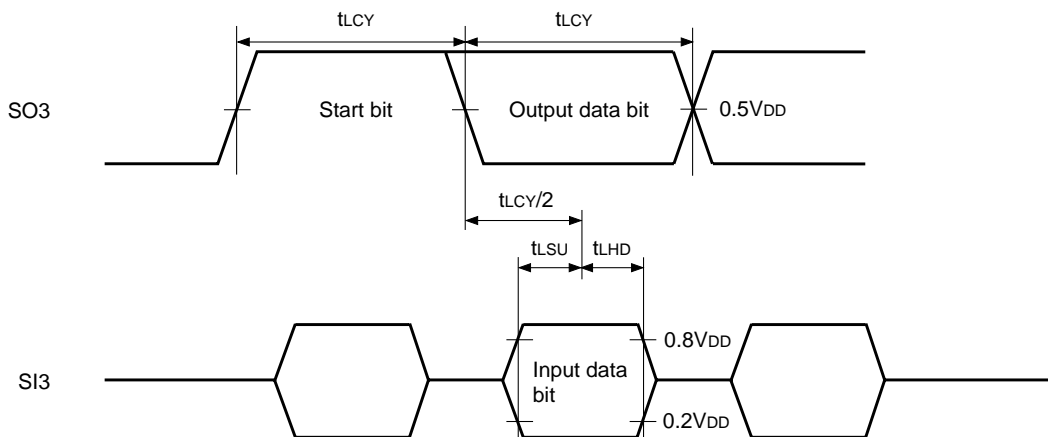 tLCY tLCY
SO3 Start bit Output data bit 0.5VDD
tLCY/2
tLSU tLHD
0.8VDD
SI3 Input data
bit
0.2VDD